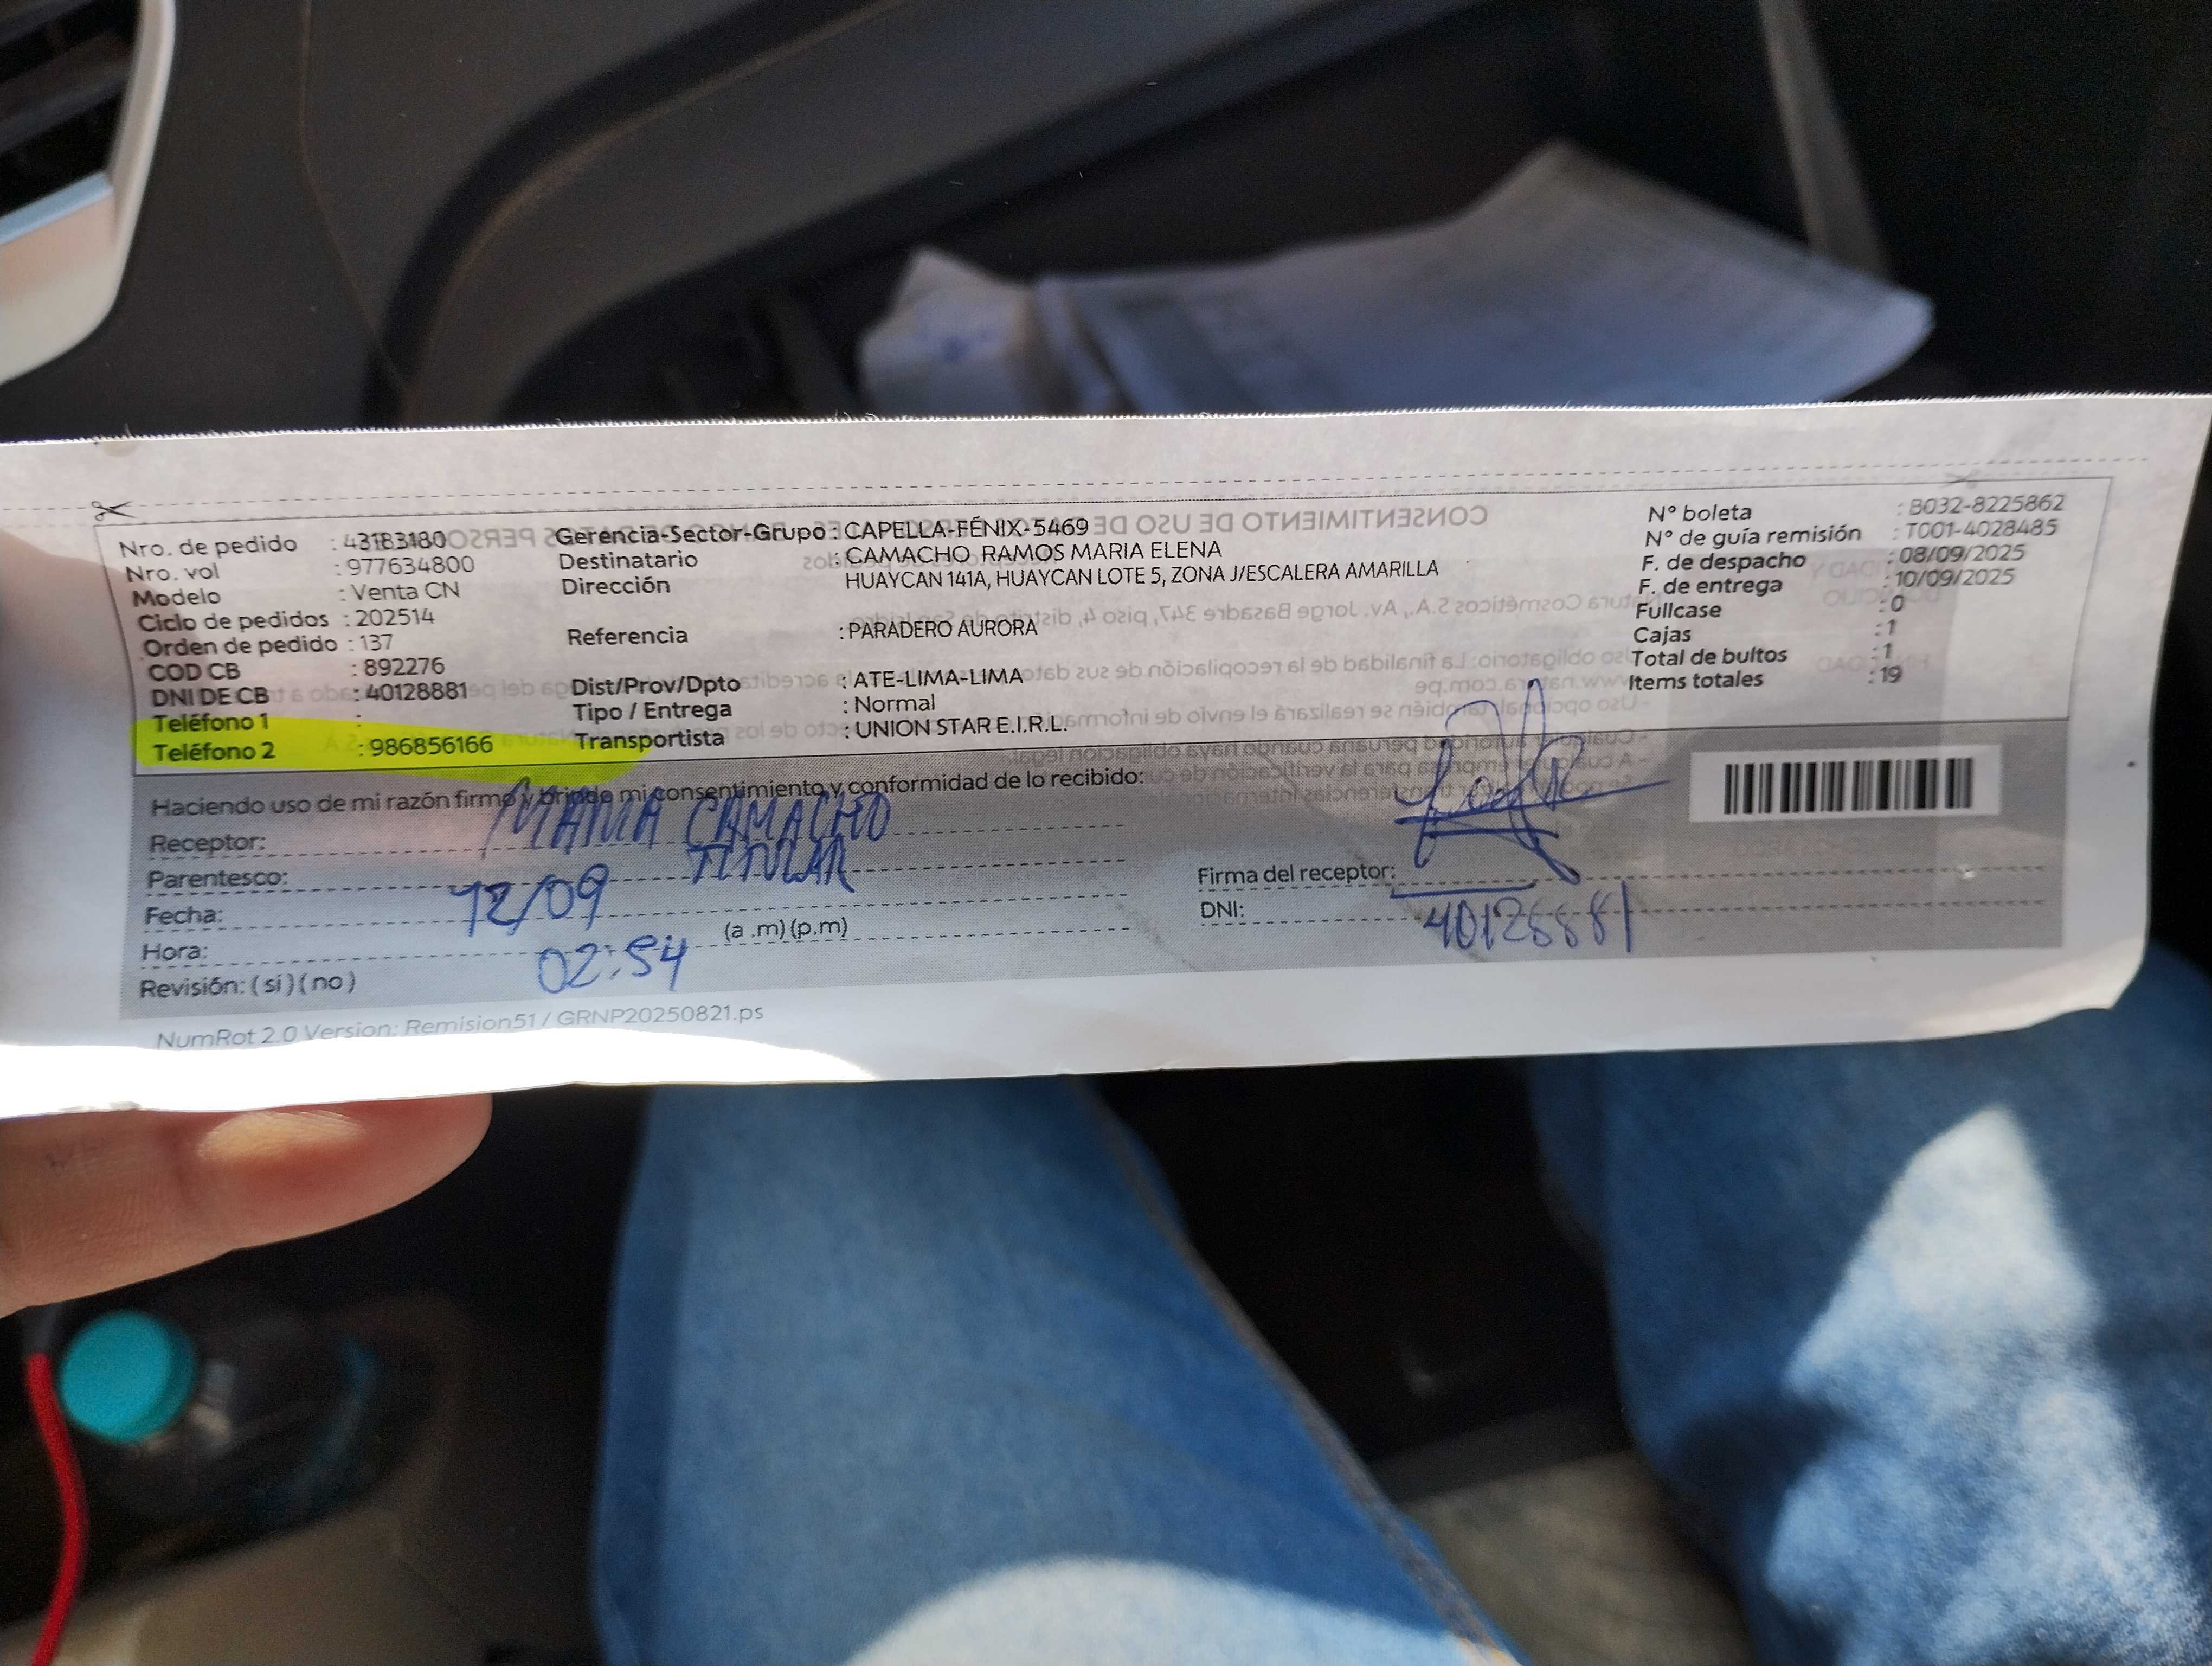 Nro. de pedido : 43183180
Nro. vol : 977634800
Modelo : Venta CN
Ciclo de pedidos : 202514
Orden de pedido : 137
COD CB : 892276
DNI DE CB : 40128881
Teléfono 1 :
Teléfono 2 : 986856166
Gerencia-Sector-Grupo : CAPELLA-FÉNIX-5469
Destinatario : CAMACHO RAMOS MARIA ELENA
Dirección HUAYCAN 141A, HUAYCAN LOTE 5, ZONA J/ESCALERA AMARILLA
Referencia : PARADERO AURORA
Dist/Prov/Dpto : ATE-LIMA-LIMA
Tipo / Entrega : Normal
Transportista : UNION STAR E.I.R.L.
N° boleta : B032-8225862
N° de guía remisión : T001-4028485
F. de despacho : 08/09/2025
F. de entrega : 10/09/2025
Fullcase : 0
Cajas : 1
Total de bultos : 1
Items totales : 19
Haciendo uso de mi razón firmo y brindo mi consentimiento y conformidad de lo recibido:
Receptor: MARIA CAMACHO
Parentesco: TITULAR
Fecha: 12/09
Hora: 02:54 (a .m) (p.m)
Revisión: ( si ) ( no )
Firma del receptor:
DNI: 40128881
NumRot 2.0 Version: Remision51 / GRNP20250821.ps